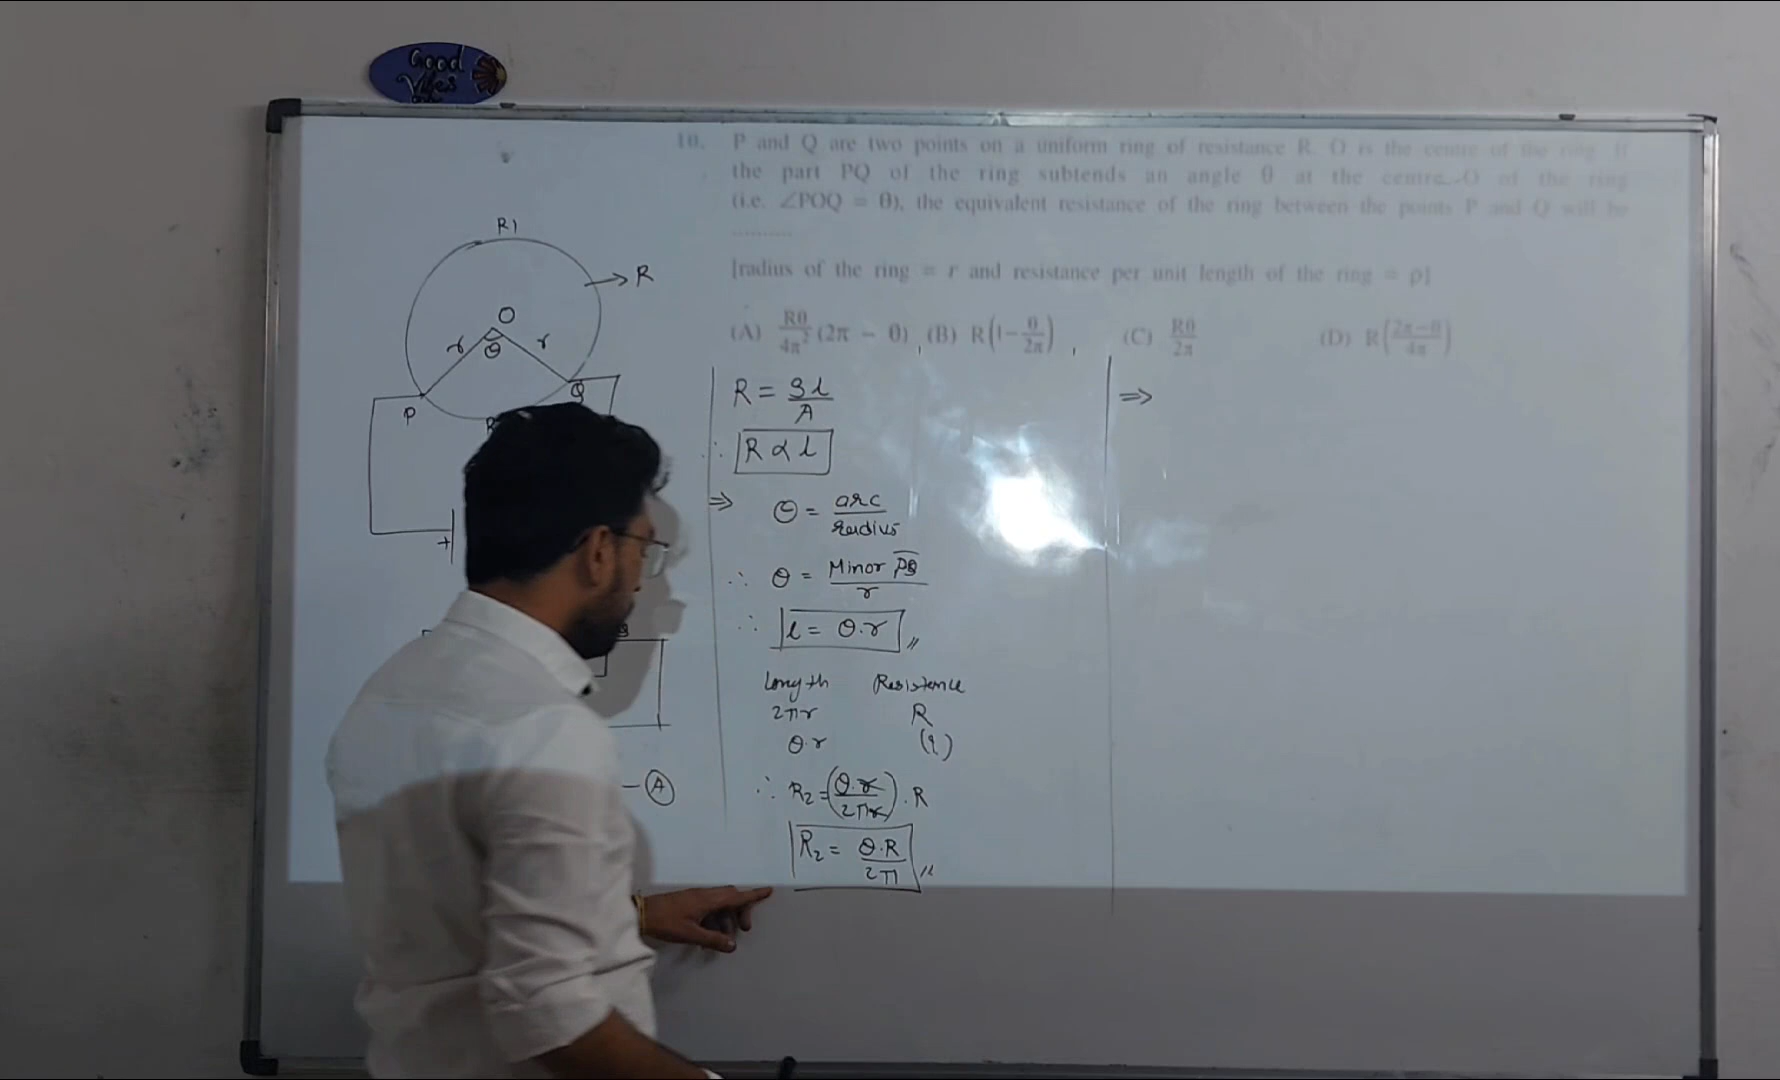 Good
Vibes
10. P and Q are two points on a uniform ring of resistance R. O is the centre of the ring. If
the part PQ of the ring subtends an angle θ at the centre O of the ring
(i.e. ∠POQ = θ), the equivalent resistance of the ring between the points P and Q will be
..........
[radius of the ring = r and resistance per unit length of the ring = ρ]
(A) Rθ/4π² (2π − θ) (B) R(1−θ/2π) (C) Rθ/2π (D) R(2π−θ/4π)
R1
→ R
O
r θ r
P Q
+
Q
— Ⓐ
R = ρl/A
∴ R ∝ l
⇒ θ = arc/radius
∴ θ = Minor PQ/r
∴ l = θ.r
Length Resistence
2πr R
θ.r (?)
∴ R₂ = (θ.r/2πr).R
R₂ = θ.R/2π
⇒